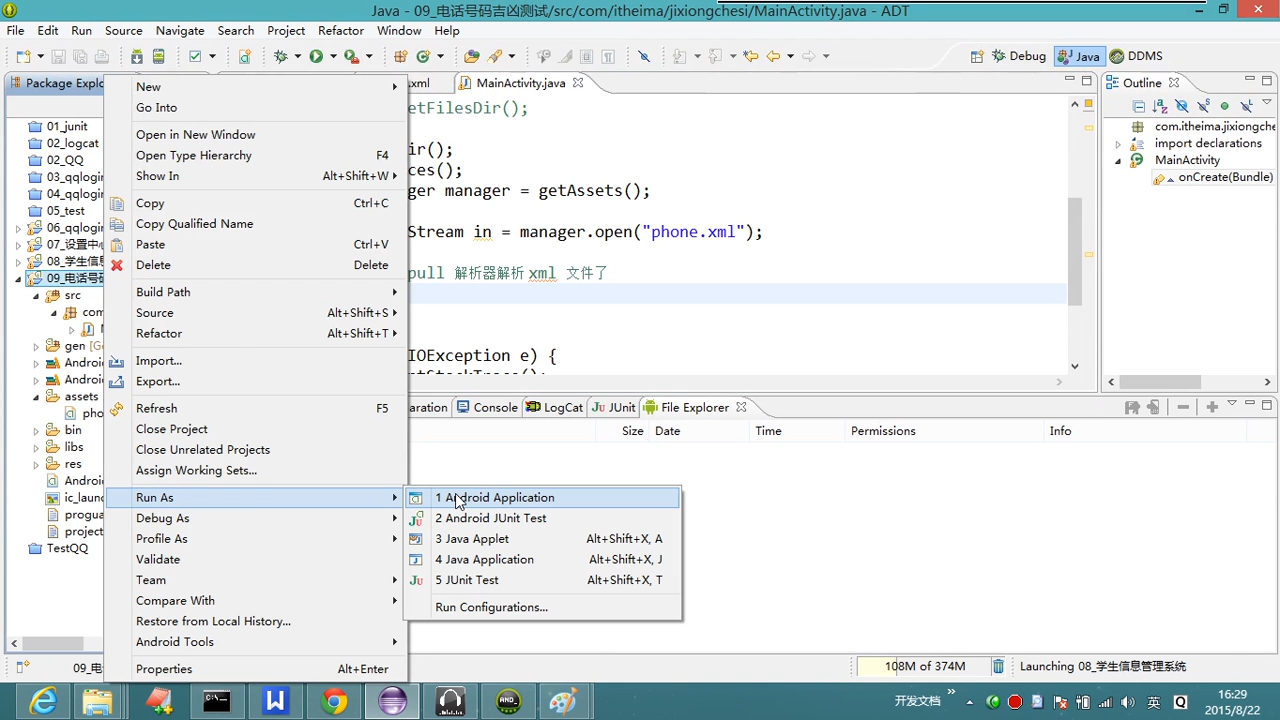 Java - 09_电话号码吉凶测试/src/com/itheima/jixiongchesi/MainActivity.java - ADT
File Edit Run Source Navigate Search Project Refactor Window Help
Debug Java DDMS
Package Explo
xml
MainActivity.java
Outline
01_junit
02_logcat
02_QQ
03_qqlogin
04_qqlogin
05_test
06_qqlogi
07_设置中心
08_学生信息
09_电话号码
src
com
gen [Ge
Android
Android
assets
pho
bin
libs
res
Androi
ic_launc
proguar
project
TestQQ
New
Go Into
Open in New Window
Open Type Hierarchy F4
Show In Alt+Shift+W
Copy Ctrl+C
Copy Qualified Name
Paste Ctrl+V
Delete Delete
Build Path
Source Alt+Shift+S
Refactor Alt+Shift+T
Import...
Export...
Refresh F5
Close Project
Close Unrelated Projects
Assign Working Sets...
Run As
Debug As
Profile As
Validate
Team
Compare With
Restore from Local History...
Android Tools
Properties Alt+Enter
1 Android Application
2 Android JUnit Test
3 Java Applet Alt+Shift+X, A
4 Java Application Alt+Shift+X, J
5 JUnit Test Alt+Shift+X, T
Run Configurations...
etFilesDir();
ir();
ces();
ger manager = getAssets();
Stream in = manager.open("phone.xml");
pull 解析器解析 xml 文件了
IOException e) {
ntStackTrace();
com.itheima.jixiongche
import declarations
MainActivity
onCreate(Bundle)
aration Console LogCat JUnit File Explorer
Size Date Time Permissions Info
09_电
108M of 374M
Launching 08_学生信息管理系统
开发文档
英
16:29
2015/8/22